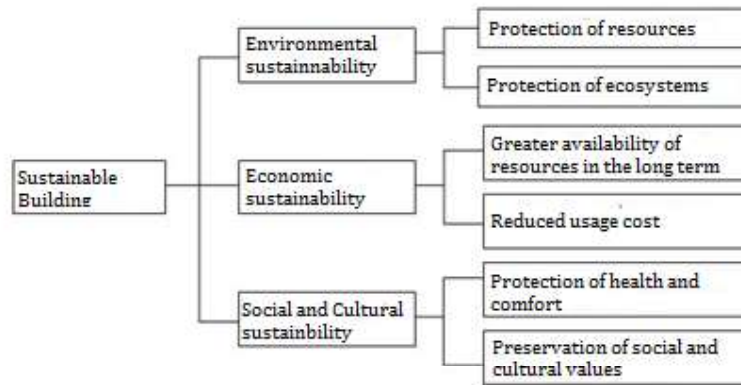 Sustainable
Building
Environmental
sustainnability
Protection of resources
Protection of ecosystems
Economic
sustainability
Greater availability of
resources in the long term
Reduced usage cost
Social and Cultural
sustainbility
Protection of health and
comfort
Preservation of social and
cultural values